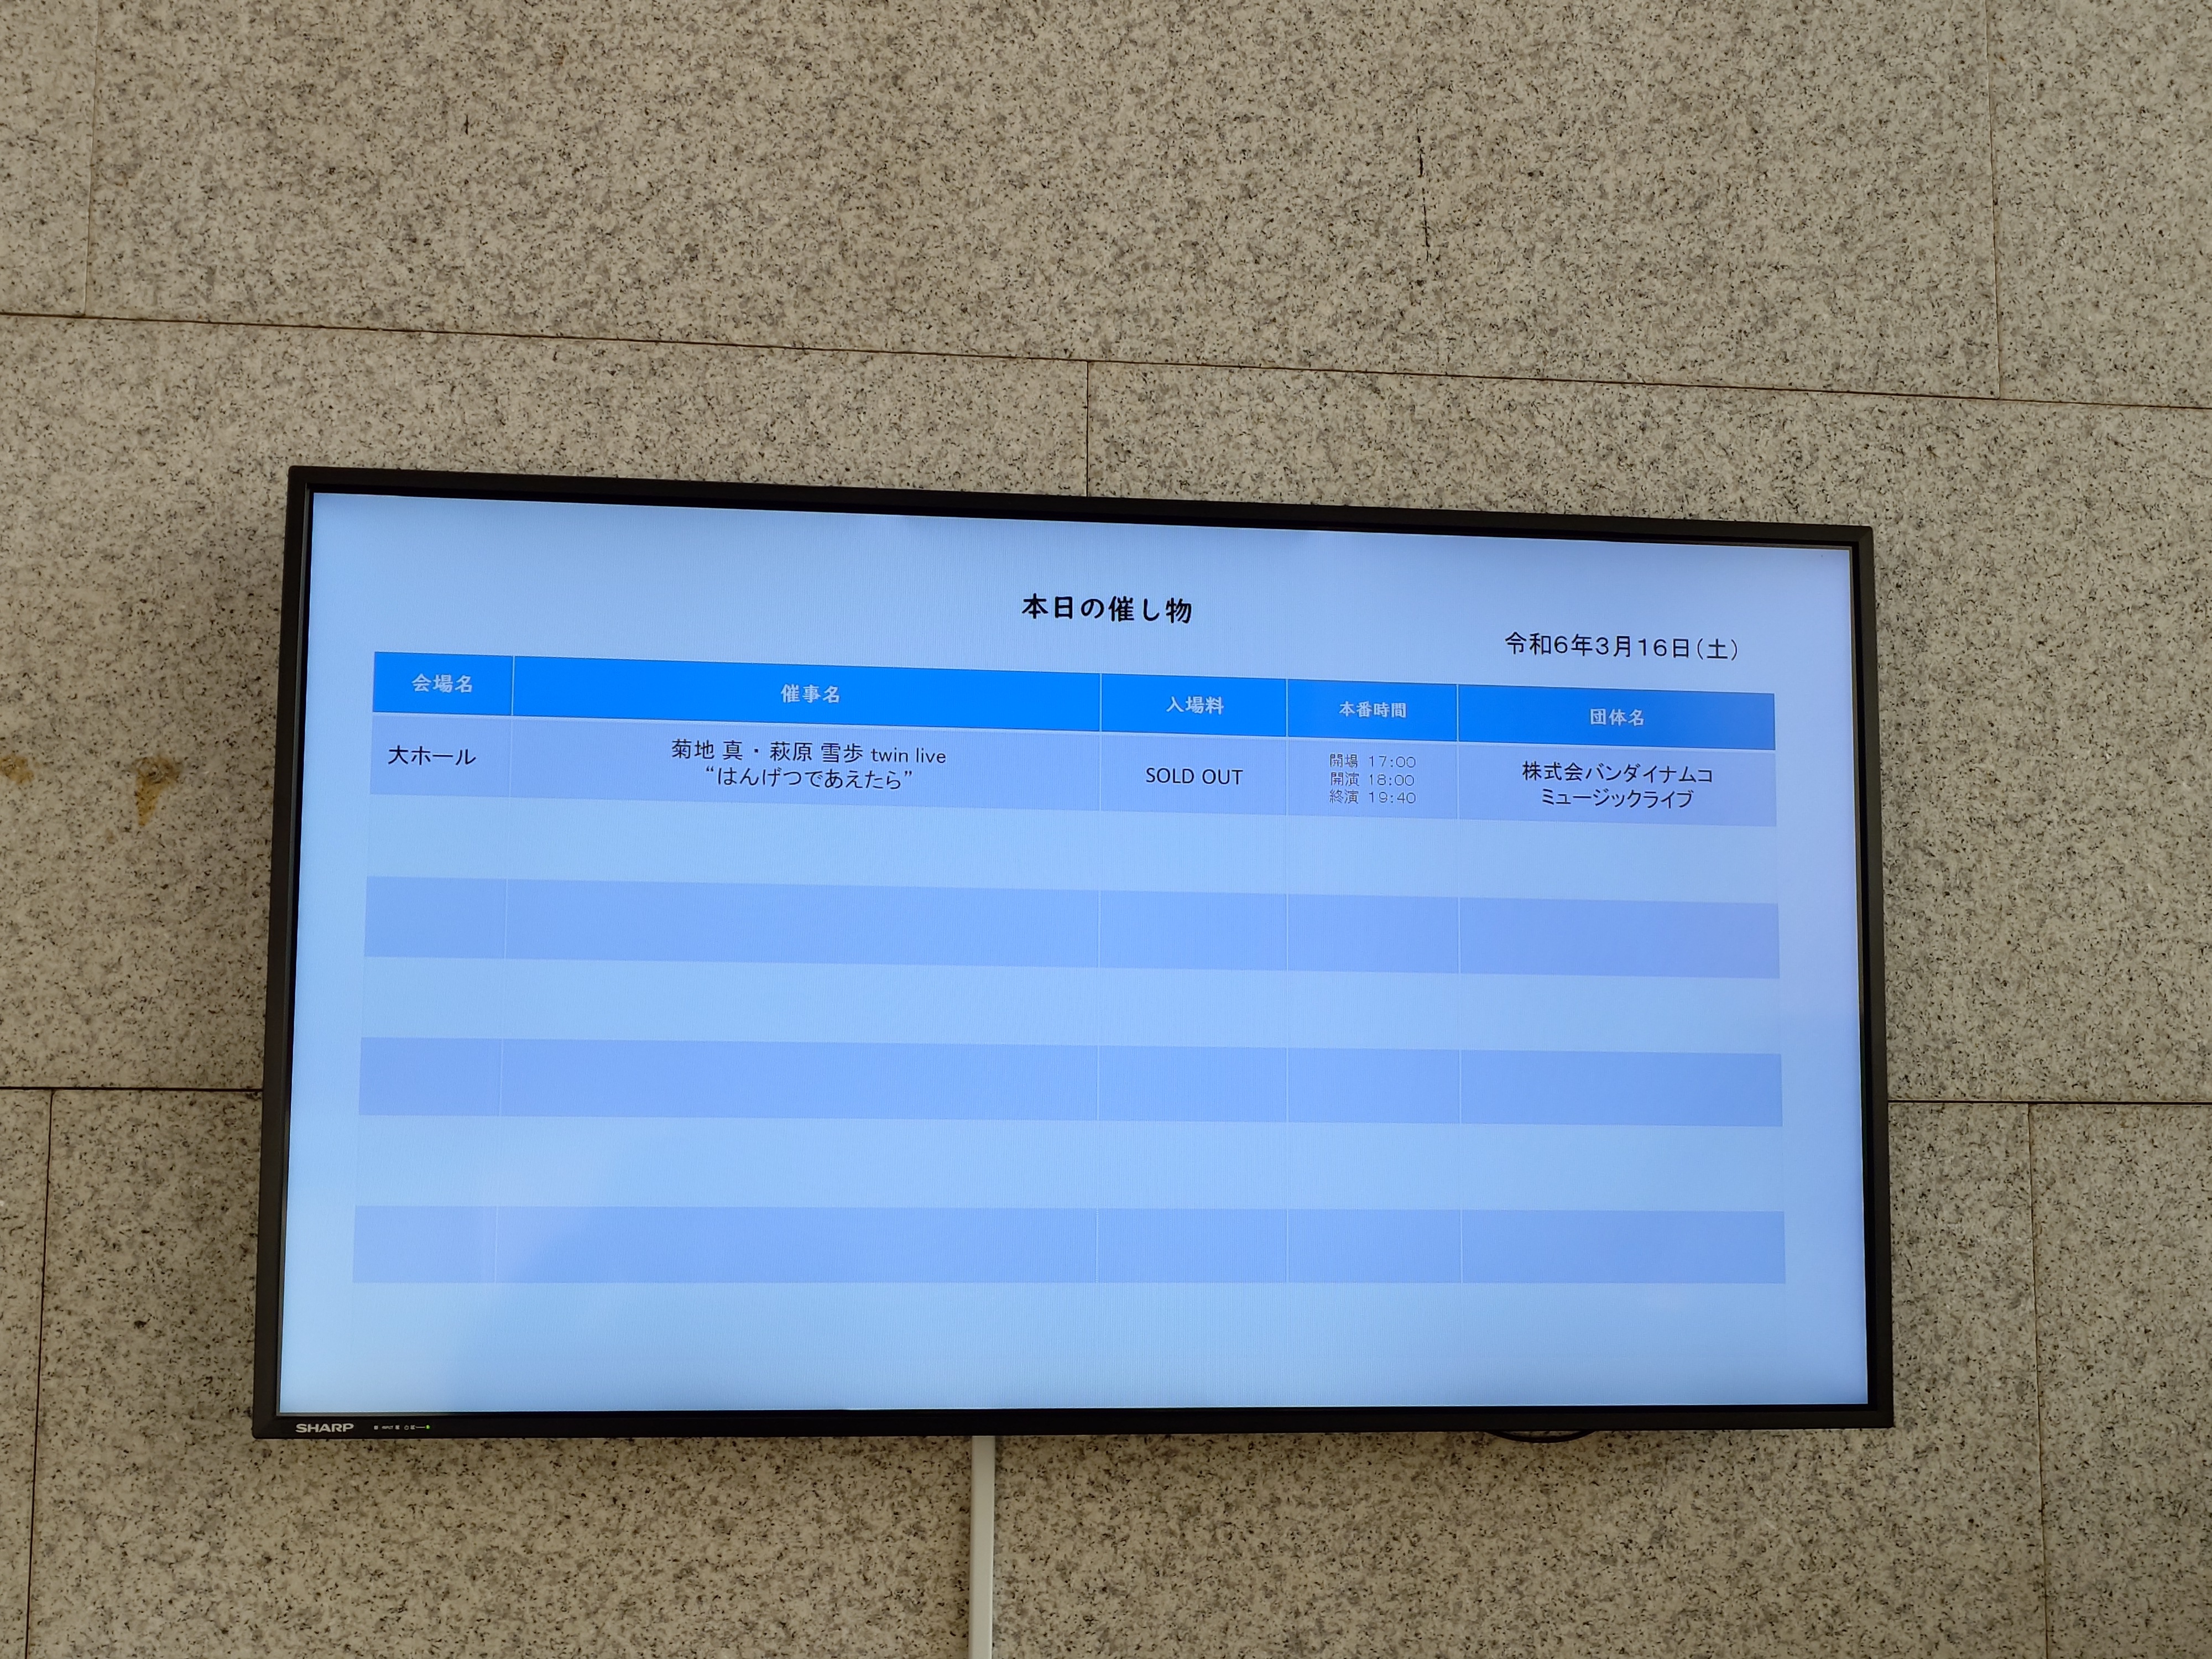 本日の催し物
令和6年3月16日(土)
会場名 催事名 入場料 本番時間 団体名
大ホール
菊地 真・萩原 雪歩 twin live
“はんげつであえたら”
SOLD OUT
開場 17:00
開演 18:00
終演 19:40
株式会バンダイナムコ
ミュージックライブ
SHARP